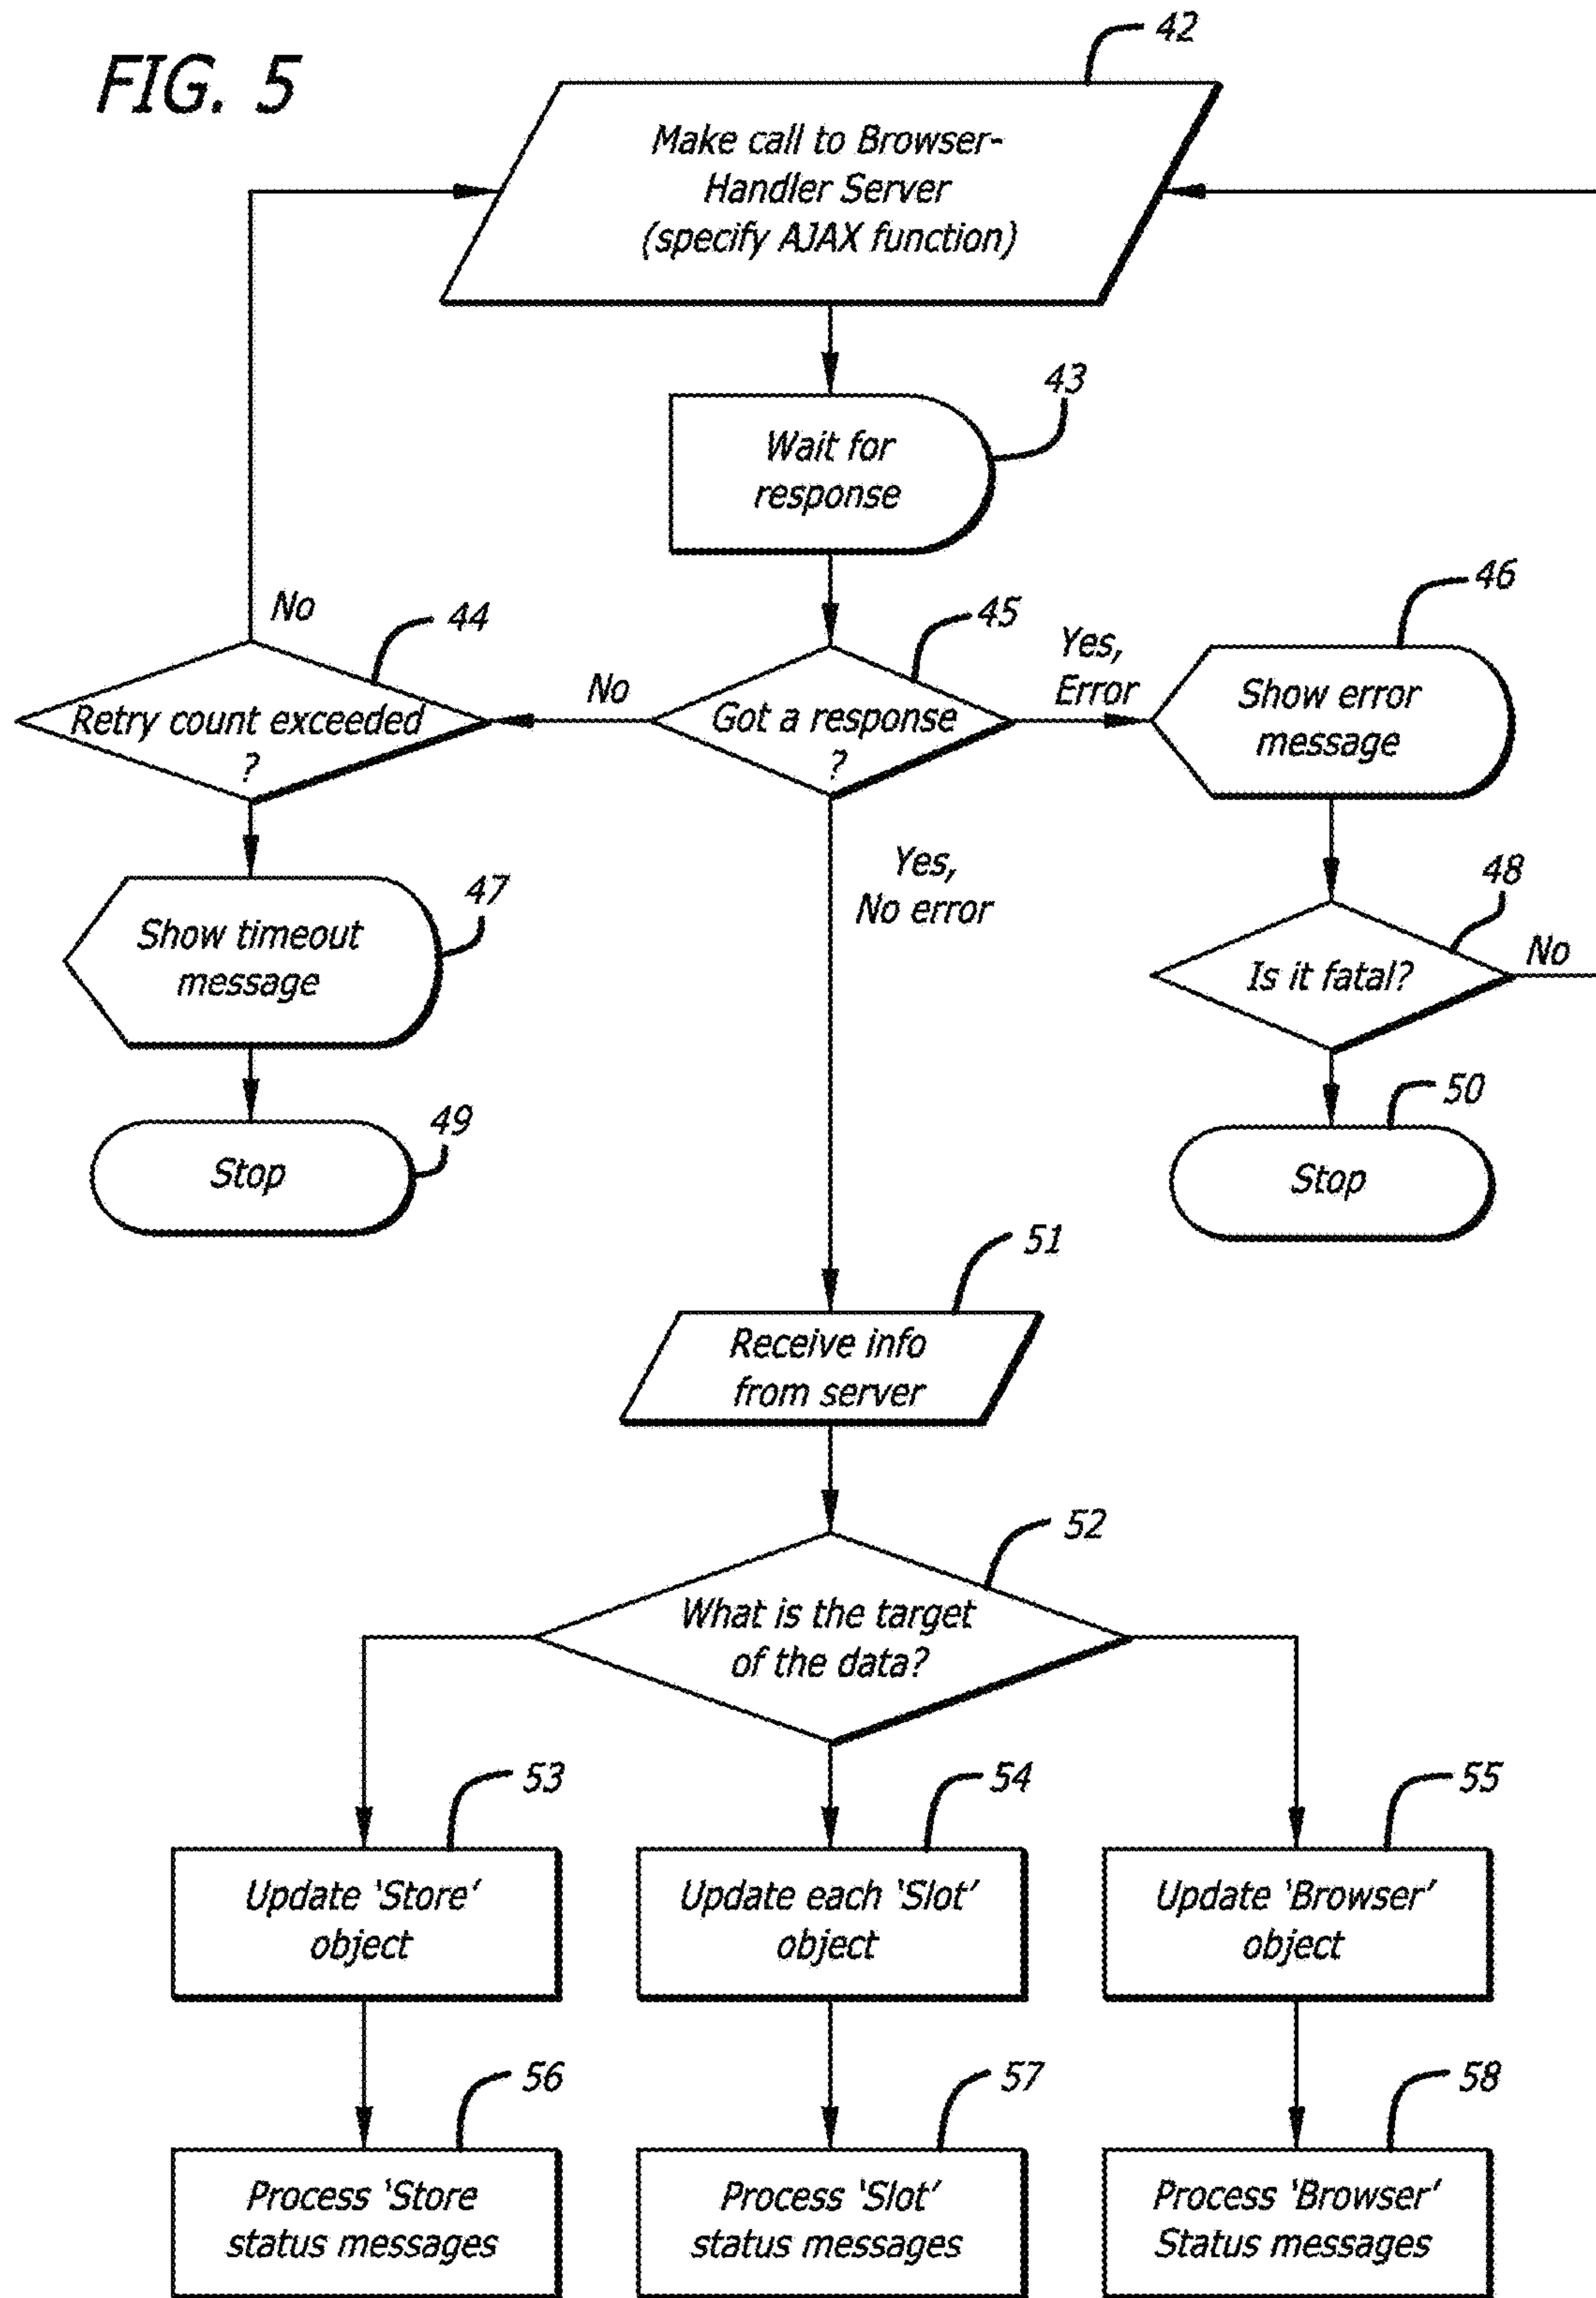 FIG. 5
42
Make call to Browser-
Handler Server
(specify AJAX function)
43
Wait for
response
No
44
Retry count exceeded
?
No
45
Got a response
?
Yes,
Error
46
Show error
message
Yes,
No error
47
Show timeout
message
48
Is it fatal?
No
49
Stop
50
Stop
51
Receive info
from server
52
What is the target
of the data?
53
Update ‘Store’
object
54
Update each ‘Slot’
object
55
Update ‘Browser’
object
56
Process ‘Store
status messages
57
Process ‘Slot’
status messages
58
Process ‘Browser’
Status messages